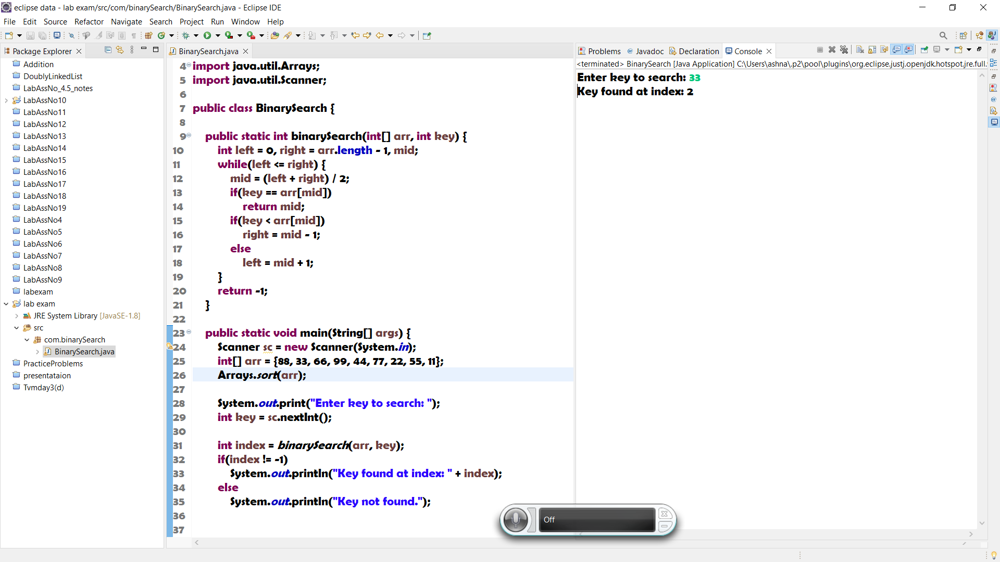 eclipse data - lab exam/src/com/binarySearch/BinarySearch.java - Eclipse IDE
File Edit Source Refactor Navigate Search Project Run Window Help
Package Explorer
Addition
DoublyLinkedList
LabAssNo_4.5_notes
LabAssNo10
LabAssNo11
LabAssNo12
LabAssNo13
LabAssNo14
LabAssNo15
LabAssNo16
LabAssNo17
LabAssNo18
LabAssNo19
LabAssNo4
LabAssNo5
LabAssNo6
LabAssNo7
LabAssNo8
LabAssNo9
labexam
lab exam
JRE System Library [JavaSE-1.8]
src
com.binarySearch
BinarySearch.java
PracticeProblems
presentataion
Tvmday3(d)
BinarySearch.java
4 import java.util.Arrays;
5 import java.util.Scanner;
6
7 public class BinarySearch {
8
9 public static int binarySearch(int[] arr, int key) {
10 int left = 0, right = arr.length - 1, mid;
11 while(left <= right) {
12 mid = (left + right) / 2;
13 if(key == arr[mid])
14 return mid;
15 if(key < arr[mid])
16 right = mid - 1;
17 else
18 left = mid + 1;
19 }
20 return -1;
21 }
22
23 public static void main(String[] args) {
24 Scanner sc = new Scanner(System.in);
25 int[] arr = {88, 33, 66, 99, 44, 77, 22, 55, 11};
26 Arrays.sort(arr);
27
28 System.out.print("Enter key to search: ");
29 int key = sc.nextInt();
30
31 int index = binarySearch(arr, key);
32 if(index != -1)
33 System.out.println("Key found at index: " + index);
34 else
35 System.out.println("Key not found.");
36
37
Problems Javadoc Declaration Console
<terminated> BinarySearch [Java Application] C:\Users\ashna\.p2\pool\plugins\org.eclipse.justj.openjdk.hotspot.jre.full.
Enter key to search: 33
Key found at index: 2
Off